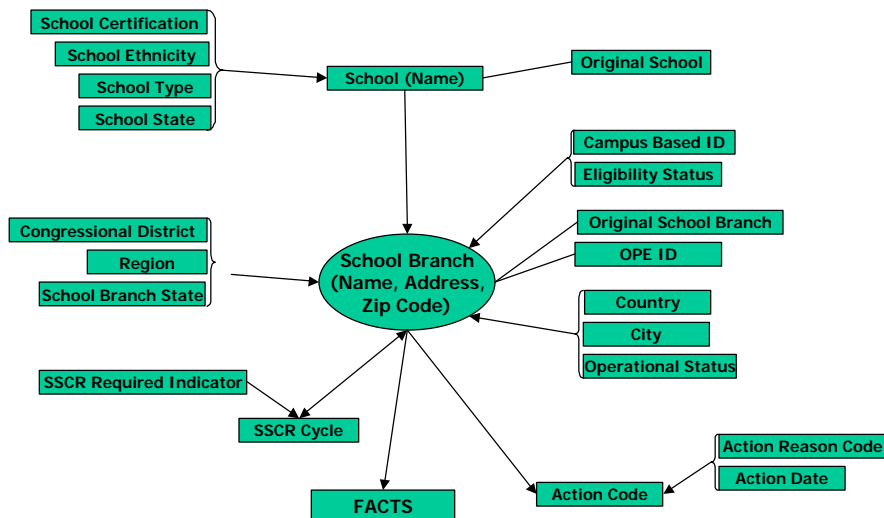 School Certification
School Ethnicity
School Type
School State
School (Name)
Original School
Campus Based ID
Eligibility Status
Congressional District
Region
School Branch State
School Branch
(Name, Address,
Zip Code)
Original School Branch
OPE ID
Country
City
Operational Status
SSCR Required Indicator
SSCR Cycle
FACTS
Action Code
Action Reason Code
Action Date